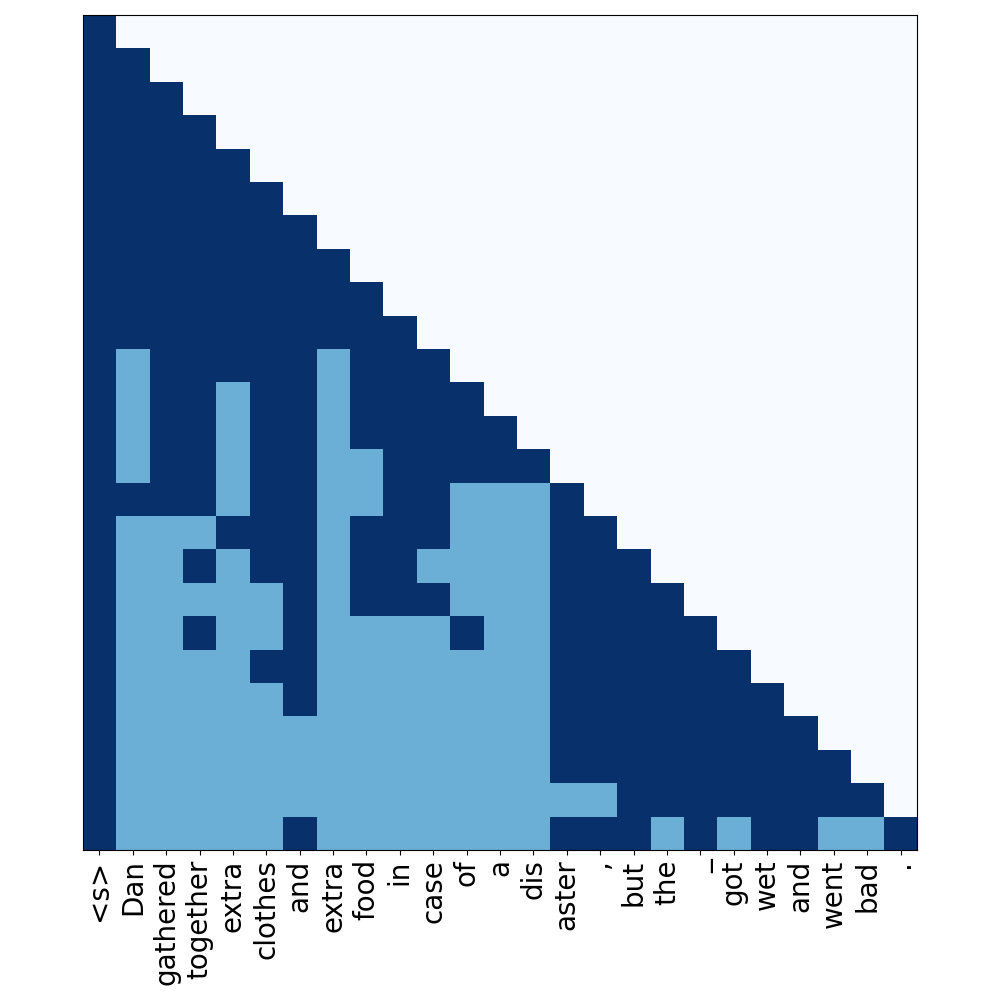 <s>
Dan
gathered
together
extra
clothes
and
extra
food
in
case
of
a
dis
aster
,
but
the
_
got
wet
and
went
bad
.